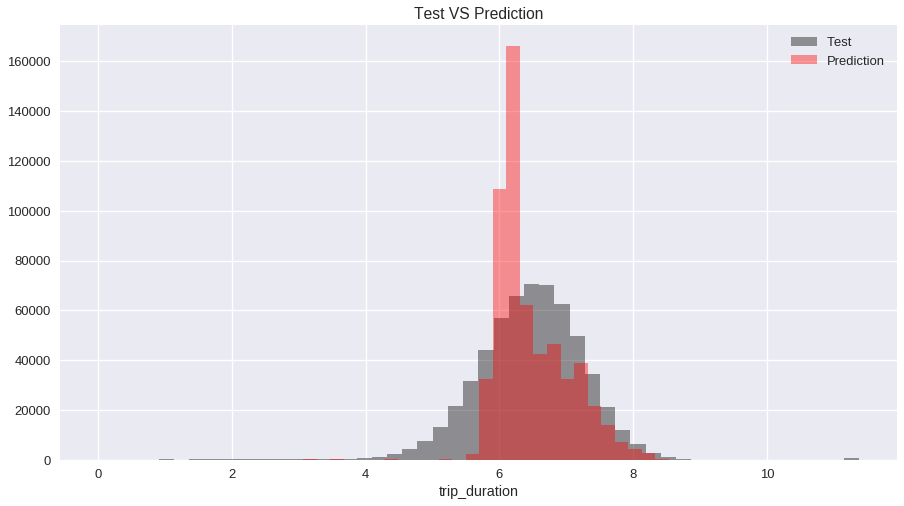 Test VS Prediction
Test
Prediction
160000
140000
120000
100000
80000
60000
40000
20000
0
0 2 4 6 8 10
trip_duration